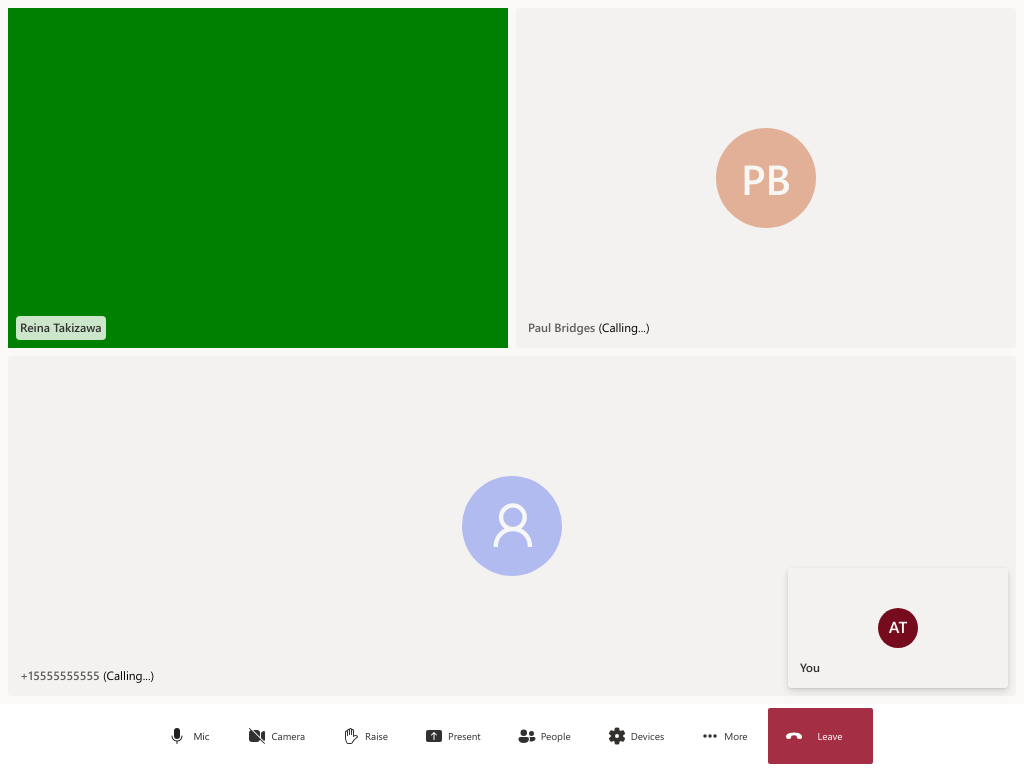 PB
Reina Takizawa
Paul Bridges (Calling...)
AT
You
+15555555555 (Calling...)
Mic
Camera
Raise
Present
People
Devices
More
Leave